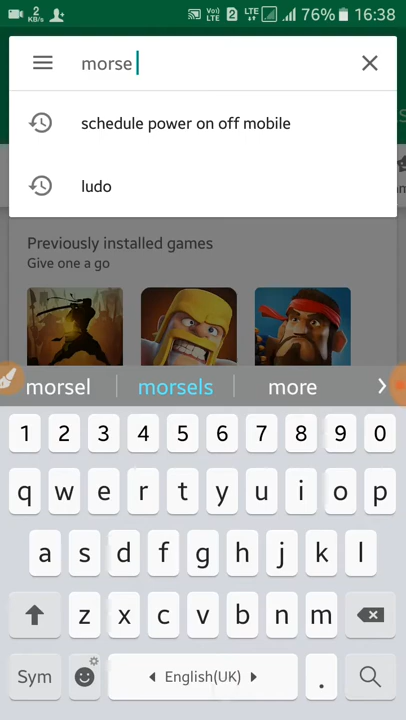 2 KB/s VoJ LTE 2 LTE 76% 16:38
morse
schedule power on off mobile
ludo
Previously installed games
Give one a go
morsel morsels more
1 2 3 4 5 6 7 8 9 0
q w e r t y u i o p
a s d f g h j k l
z x c v b n m
Sym English(UK) .